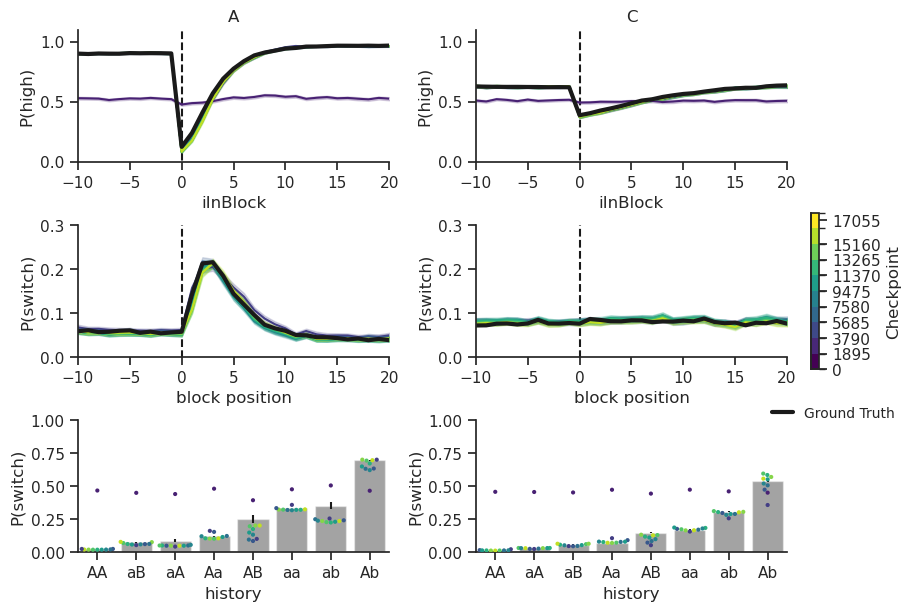 A
C
1.0
0.5
0.0
P(high)
−10 −5 0 5 10 15 20
iInBlock
1.0
0.5
0.0
P(high)
−10 −5 0 5 10 15 20
iInBlock
0.3
0.2
0.1
0.0
P(switch)
−10 −5 0 5 10 15 20
block position
0.3
0.2
0.1
0.0
P(switch)
−10 −5 0 5 10 15 20
block position
17055
15160
13265
11370
9475
7580
5685
3790
1895
0
Checkpoint
Ground Truth
1.00
0.75
0.50
0.25
0.00
P(switch)
AA aB aA Aa AB aa ab Ab
history
1.00
0.75
0.50
0.25
0.00
P(switch)
AA aA aB Aa AB aa ab Ab
history